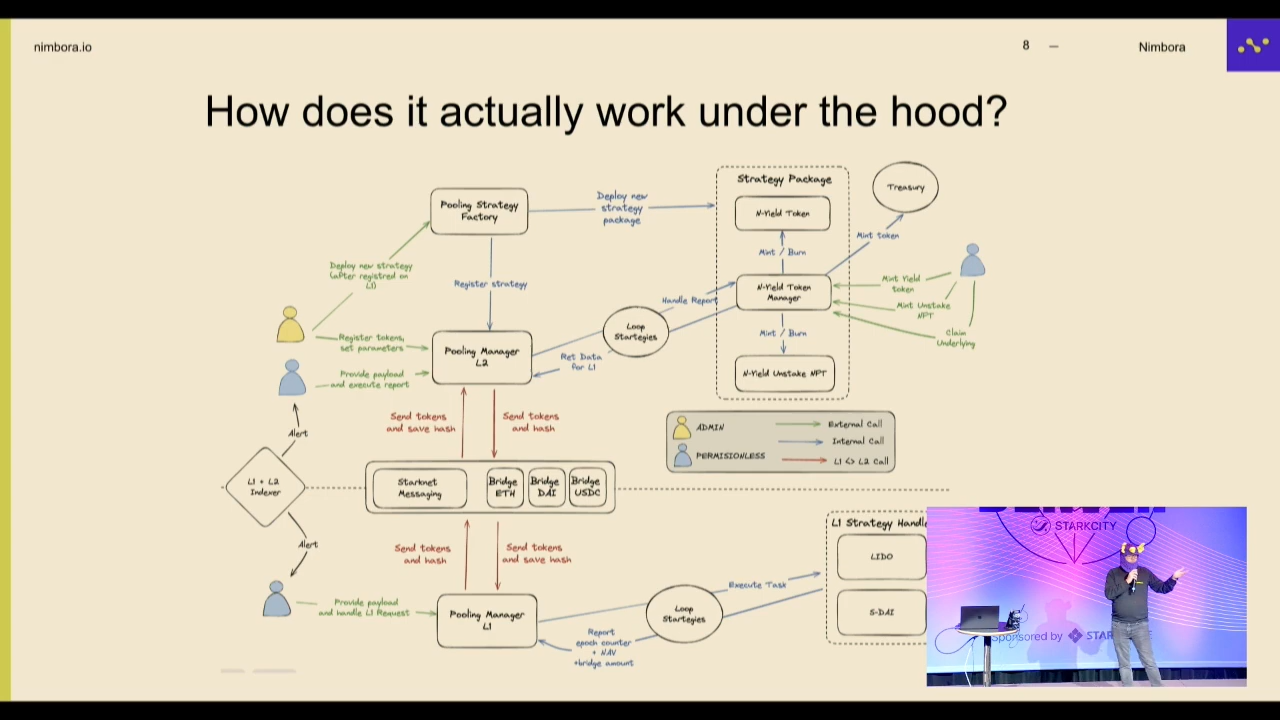 nimbora.io
8 —
Nimbora
How does it actually work under the hood?
Pooling Strategy
Factory
Deploy new
strategy
package
Strategy Package
N-Yield Token
Treasury
Mint token
Mint / Burn
Deploy new strategy
(after registred on
L1)
Register strategy
Handle Report
N-Yield Token
Manager
Mint Yield
token
Mint Unstake
NFT
Claim
Underlying
Loop
Startegies
Register tokens,
set parameters
Pooling Manager
L2
Ret Data
for L1
Mint / Burn
N-Yield Unstake NFT
Provide payload
and execute report
Send tokens
and save hash
Send tokens
and hash
ADMIN
External Call
Internal Call
PERMISIONLESS
L1 <> L2 Call
Alert
L1 + L2
Indexer
Starknet
Messaging
Bridge
ETH
Bridge
DAI
Bridge
USDC
Alert
Send tokens
and hash
Send tokens
and save hash
L1 Strategy Handle
LIDO
S-DAI
Execute Task
Provide payload
and handle L1 Request
Pooling Manager
L1
Loop
Startegies
Report
epoch counter
+ NAV
+bridge amount
STARKCITY
Sponsored by STAR